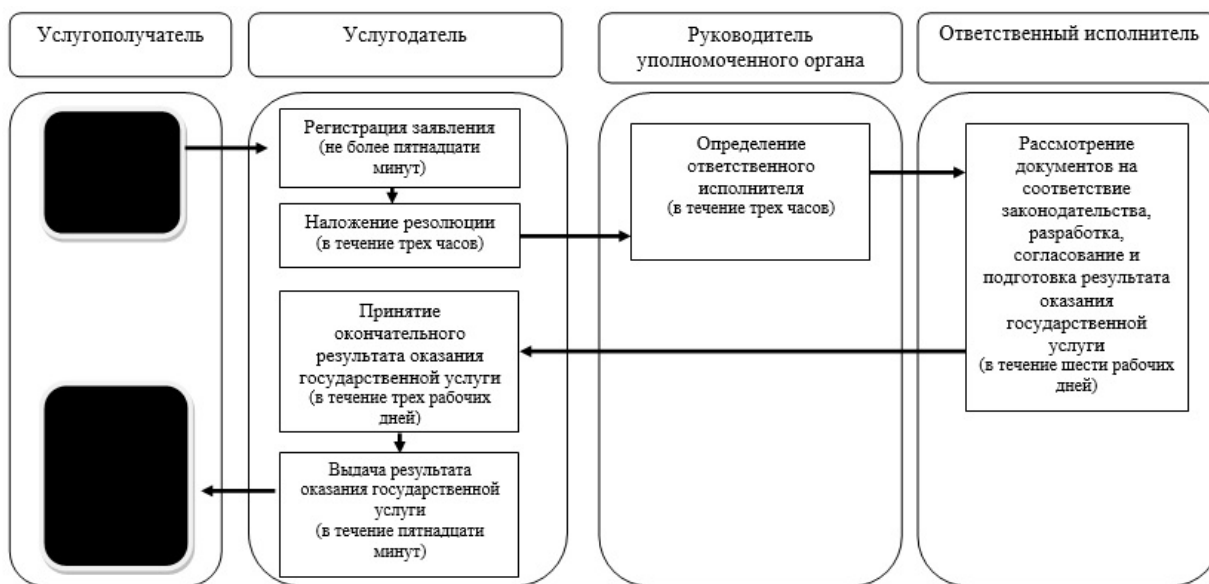 Услугополучатель
Услугодатель
Руководитель
уполномоченного органа
Ответственный исполнитель
Регистрация заявления
(не более пятнадцати
минут)
Наложение резолюции
(в течение трех часов)
Определение
ответственного
исполнителя
(в течение трех часов)
Рассмотрение
документов на
соответствие
законодательства,
разработка,
согласование и
подготовка результата
оказания
государственной
услуги
(в течение шести рабочих
дней)
Принятие
окончательного
результата оказания
государственной услуги
(в течение трех рабочих
дней)
Выдача результата
оказания государственной
услуги
(в течение пятнадцати
минут)